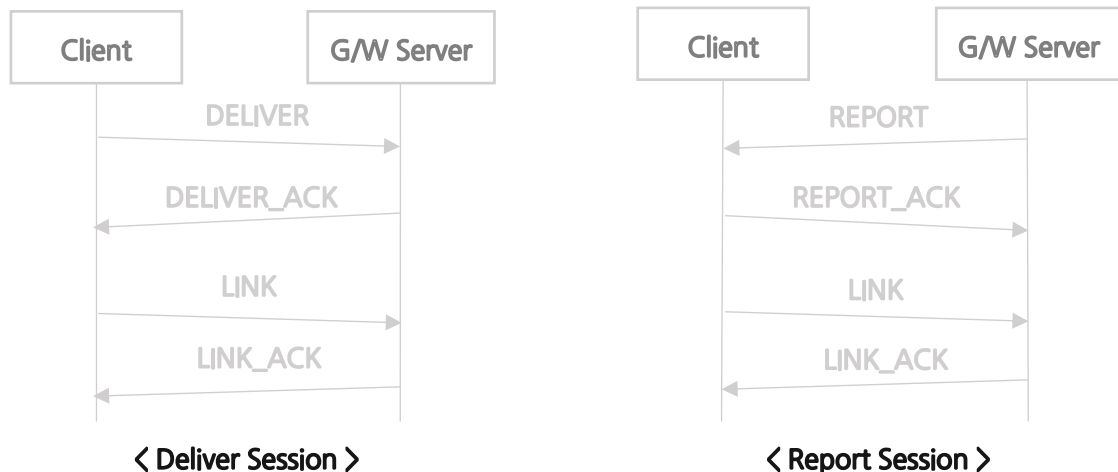 Client
G/W Server
DELIVER
DELIVER_ACK
LINK
LINK_ACK
< Deliver Session >
Client
G/W Server
REPORT
REPORT_ACK
LINK
LINK_ACK
< Report Session >